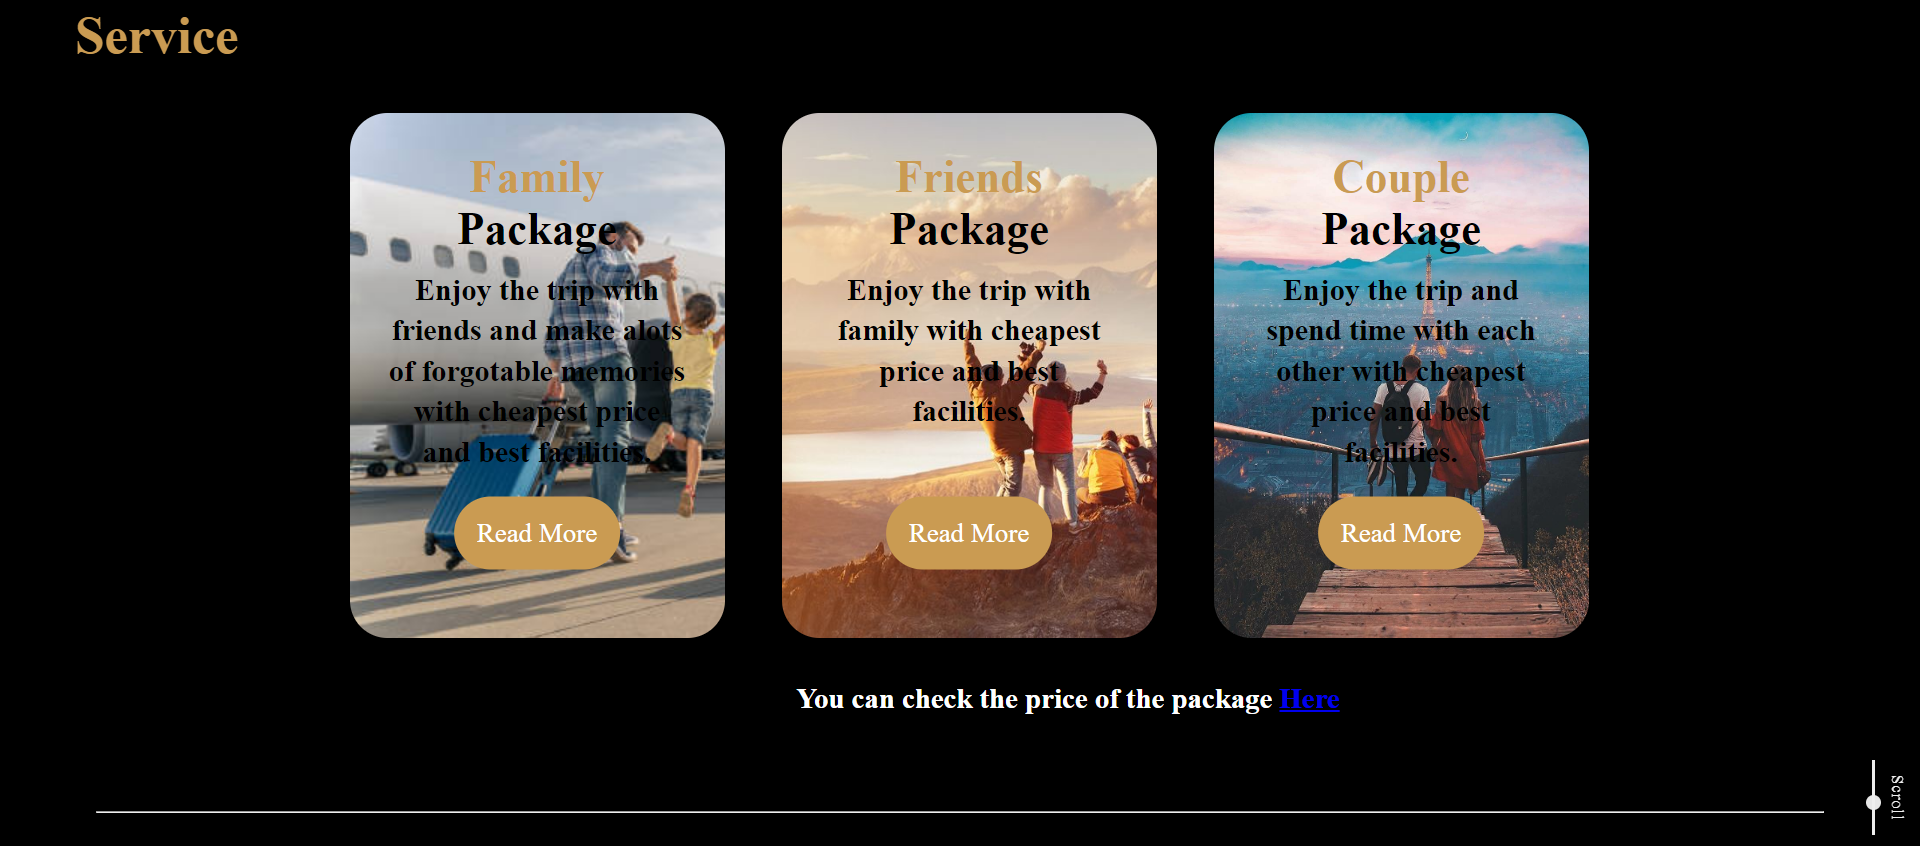 Service
Family
Package
Enjoy the trip with
friends and make alots
of forgotable memories
with cheapest price
and best facilities.
Read More
Friends
Package
Enjoy the trip with
family with cheapest
price and best
facilities.
Read More
Couple
Package
Enjoy the trip and
spend time with each
other with cheapest
price and best
facilities.
Read More
You can check the price of the package Here
Scroll